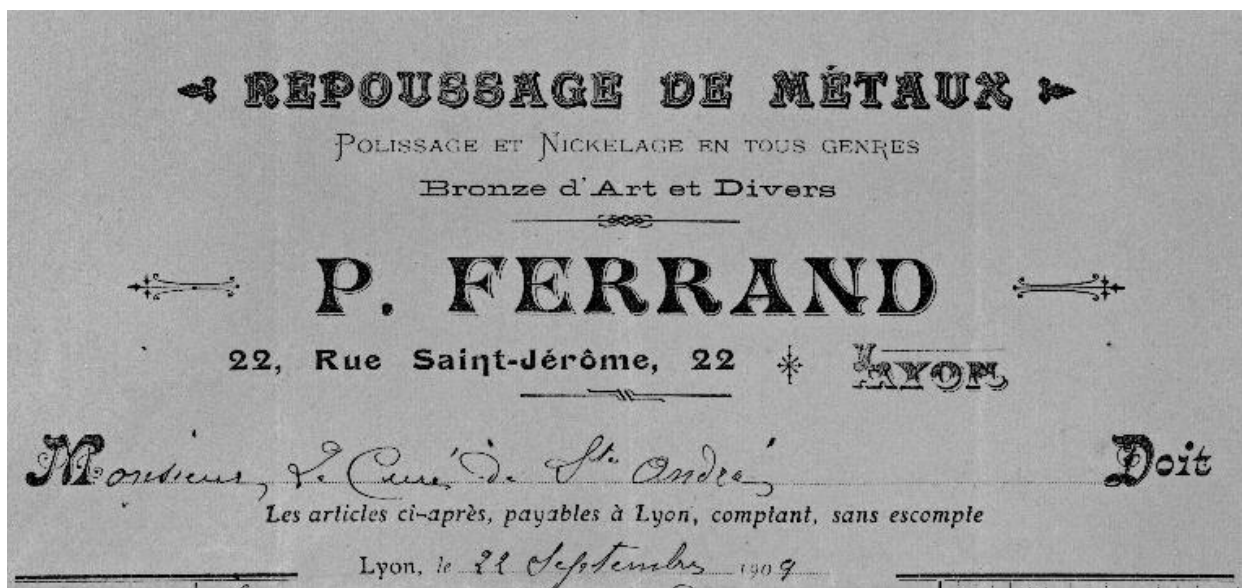 REPOUSSAGE DE MÉTAUX
POLISSAGE ET NICKELAGE EN TOUS GENRES
Bronze d'Art et Divers
P. FERRAND
22, Rue Saint-Jérôme, 22 LYON
Monsieur Le Curé de Ste André Doit
Les articles ci-après, payables à Lyon, comptant, sans escompte
Lyon, le 22 Septembre 1909